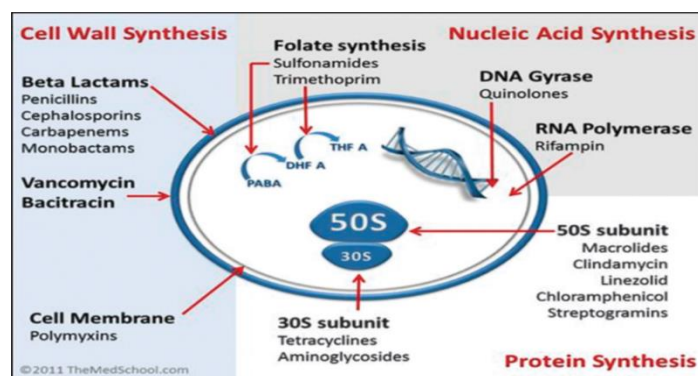 Cell Wall Synthesis
Beta Lactams
Penicillins
Cephalosporins
Carbapenems
Monobactams
Vancomycin
Bacitracin
Cell Membrane
Polymyxins
©2011 TheMedSchool.com
Folate synthesis
Sulfonamides
Trimethoprim
PABA
DHF A
THF A
50S
30S
30S subunit
Tetracyclines
Aminoglycosides
Nucleic Acid Synthesis
DNA Gyrase
Quinolones
RNA Polymerase
Rifampin
50S subunit
Macrolides
Clindamycin
Linezolid
Chloramphenicol
Streptogramins
Protein Synthesis